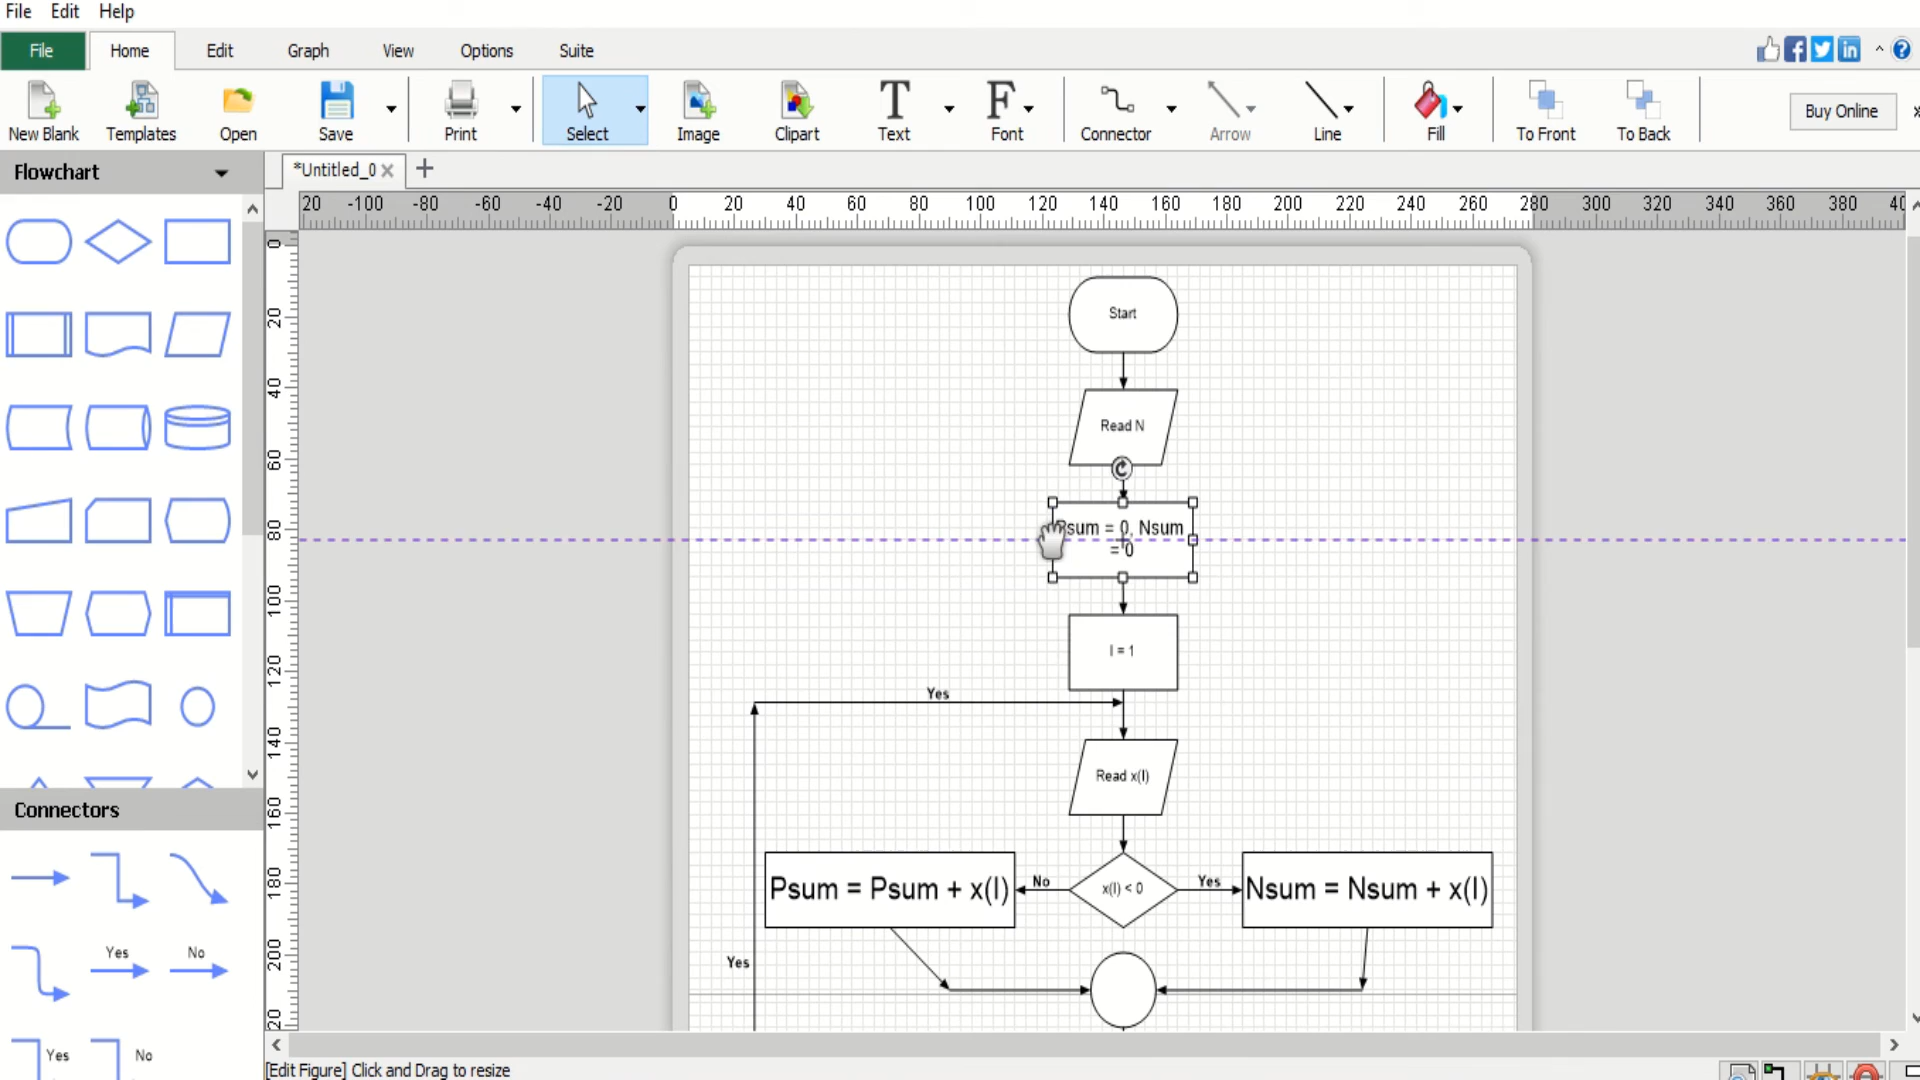 File Edit Help
File Home Edit Graph View Options Suite
New Blank Templates Open Save Print Select Image Clipart Text Font Connector Arrow Line Fill To Front To Back Buy Online
Flowchart
*Untitled_0
20 -100 -80 -60 -40 -20 0 20 40 60 80 100 120 140 160 180 200 220 240 260 280 300 320 340 360 380 40
0
20
40
60
80
100
120
140
160
180
200
20
Start
Read N
Psum = 0, Nsum
= 0
I = 1
Yes
Read x(I)
Psum = Psum + x(I)
No
x(I) < 0
Yes
Nsum = Nsum + x(I)
Yes
Connectors
Yes No
Yes No
[Edit Figure] Click and Drag to resize